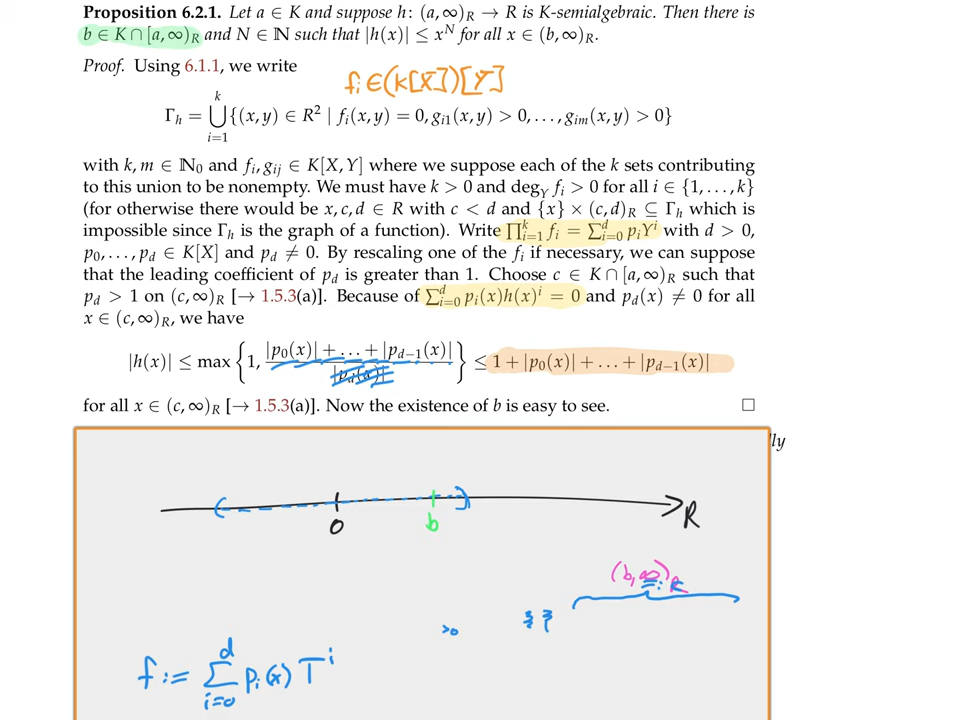 Proposition 6.2.1. Let a ∈ K and suppose h: (a, ∞)_R → R is K-semialgebraic. Then there is
b ∈ K ∩ [a, ∞)_R and N ∈ ℕ such that |h(x)| ≤ x^N for all x ∈ (b, ∞)_R.
Proof. Using 6.1.1, we write
f_i ∈ (K[X])[Y]
Γ_h = ⋃_{i=1}^{k} {(x, y) ∈ R² | f_i(x, y) = 0, g_{i1}(x, y) > 0, . . . , g_{im}(x, y) > 0}
with k, m ∈ ℕ₀ and f_i, g_{ij} ∈ K[X, Y] where we suppose each of the k sets contributing
to this union to be nonempty. We must have k > 0 and deg_Y f_i > 0 for all i ∈ {1, . . . , k}
(for otherwise there would be x, c, d ∈ R with c < d and {x} × (c, d)_R ⊆ Γ_h which is
impossible since Γ_h is the graph of a function). Write ∏_{i=1}^{k} f_i = ∑_{i=0}^{d} p_i Y^i with d > 0,
p_0, . . . , p_d ∈ K[X] and p_d ≠ 0. By rescaling one of the f_i if necessary, we can suppose
that the leading coefficient of p_d is greater than 1. Choose c ∈ K ∩ [a, ∞)_R such that
p_d > 1 on (c, ∞)_R [→ 1.5.3(a)]. Because of ∑_{i=0}^{d} p_i(x)h(x)^i = 0 and p_d(x) ≠ 0 for all
x ∈ (c, ∞)_R, we have
|h(x)| ≤ max {1, (|p_0(x)| + . . . + |p_{d−1}(x)|) / |p_d(x)|} ≤ 1 + |p_0(x)| + . . . + |p_{d−1}(x)|
for all x ∈ (c, ∞)_R [→ 1.5.3(a)]. Now the existence of b is easy to see. □
lly
0 b R
(b, ∞)_R
>0
f := ∑_{i=0}^{d} p_i(x) T^i